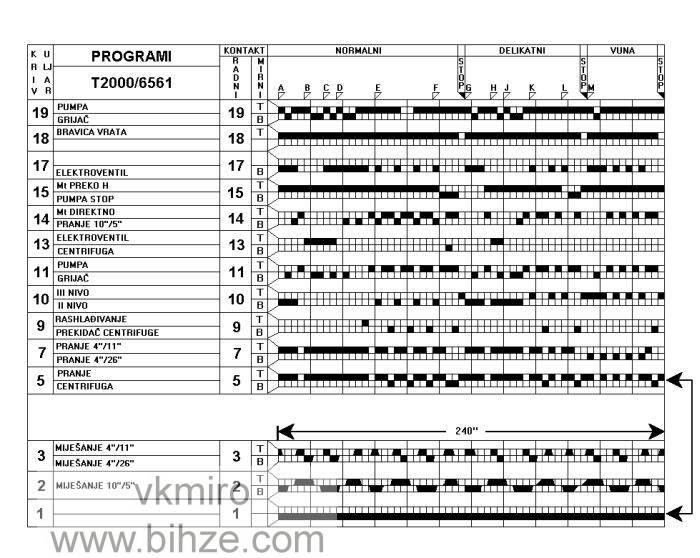 K U PROGRAMI KONTAKT NORMALNI DELIKATNI VUNA
R LJ
I A T2000/6561
V R
RADNI MIRNI STOP STOP STOP
A B C D E F G H J K L M
19 PUMPA 19 T
GRIJAČ B
18 BRAVICA VRATA 18 T
17 17
ELEKTROVENTIL B
15 Mt PREKO H 15 T
PUMPA STOP B
14 Mt DIREKTNO 14 T
PRANJE 10"/5" B
13 ELEKTROVENTIL 13 T
CENTRIFUGA B
11 PUMPA 11 T
GRIJAČ B
10 III NIVO 10 T
II NIVO B
9 RASHLAĐIVANJE 9 T
PREKIDAČ CENTRIFUGE B
7 PRANJE 4"/11" 7 T
PRANJE 4"/26" B
5 PRANJE 5 T
CENTRIFUGA B
240"
3 MIJEŠANJE 4"/11" 3 T
MIJEŠANJE 4"/26" B
2 MIJEŠANJE 10"/5" 2 T
B
1 1
vkmiro
www.bihze.com